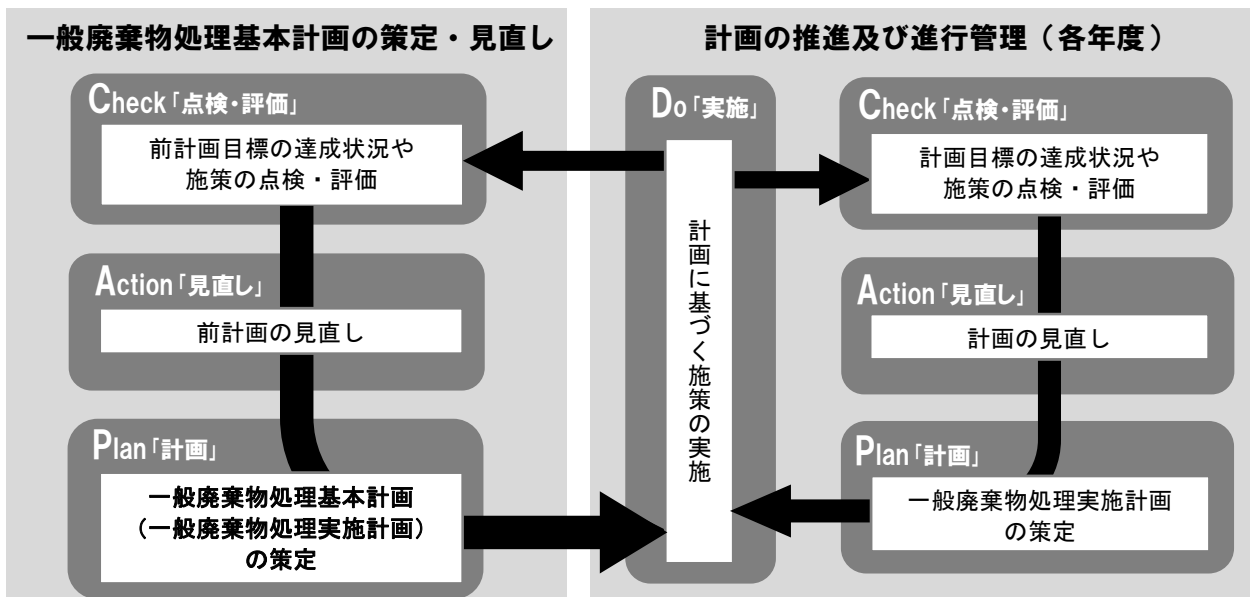 一般廃棄物処理基本計画の策定・見直し
Check「点検・評価」
前計画目標の達成状況や
施策の点検・評価
Action「見直し」
前計画の見直し
Plan「計画」
一般廃棄物処理基本計画
（一般廃棄物処理実施計画）
の策定
計画の推進及び進行管理（各年度）
Do「実施」
計画に基づく施策の実施
Check「点検・評価」
計画目標の達成状況や
施策の点検・評価
Action「見直し」
計画の見直し
Plan「計画」
一般廃棄物処理実施計画
の策定